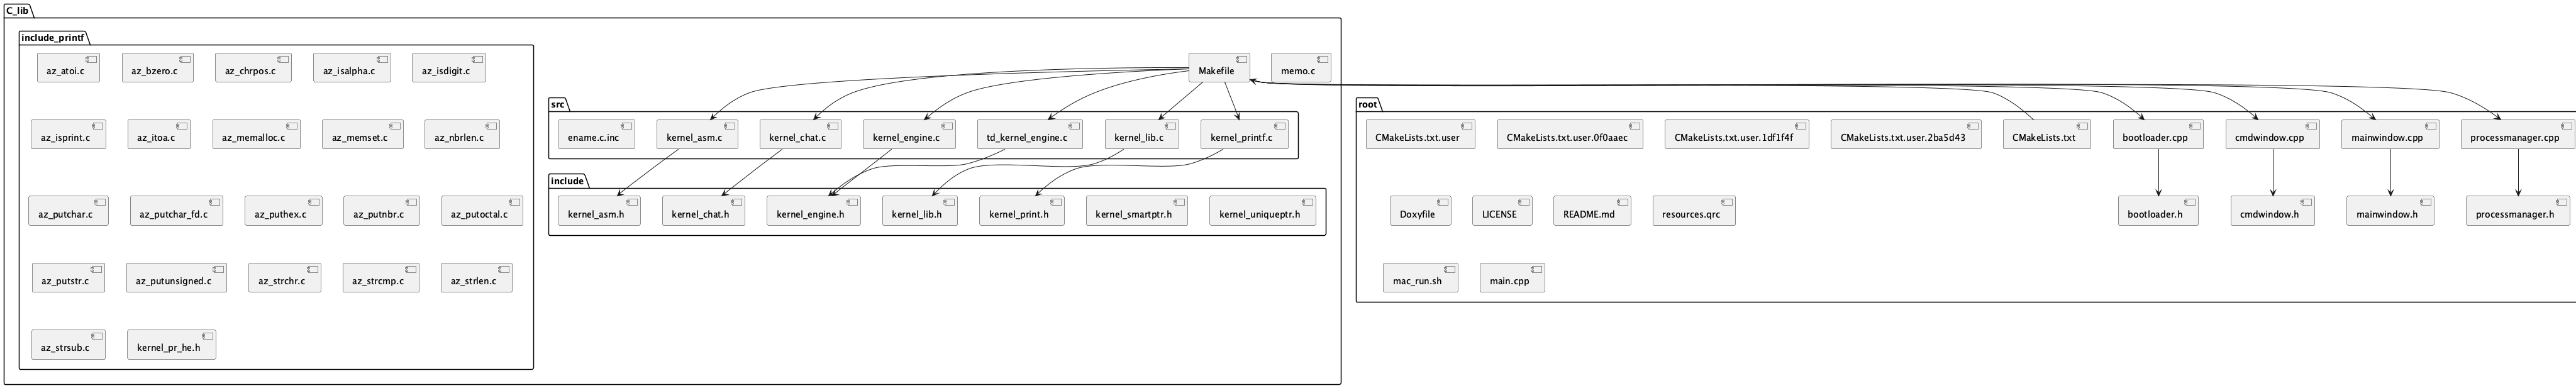 C_lib
include_printf
az_atoi.c
az_bzero.c
az_chrpos.c
az_isalpha.c
az_isdigit.c
az_isprint.c
az_itoa.c
az_memalloc.c
az_memset.c
az_nbrlen.c
az_putchar.c
az_putchar_fd.c
az_puthex.c
az_putnbr.c
az_putoctal.c
az_putstr.c
az_putunsigned.c
az_strchr.c
az_strcmp.c
az_strlen.c
az_strsub.c
kernel_pr_he.h
Makefile
memo.c
src
ename.c.inc
kernel_asm.c
kernel_chat.c
kernel_engine.c
td_kernel_engine.c
kernel_lib.c
kernel_printf.c
include
kernel_asm.h
kernel_chat.h
kernel_engine.h
kernel_lib.h
kernel_print.h
kernel_smartptr.h
kernel_uniqueptr.h
root
CMakeLists.txt.user
CMakeLists.txt.user.0f0aaec
CMakeLists.txt.user.1df1f4f
CMakeLists.txt.user.2ba5d43
CMakeLists.txt
bootloader.cpp
cmdwindow.cpp
mainwindow.cpp
processmanager.cpp
Doxyfile
LICENSE
README.md
resources.qrc
bootloader.h
cmdwindow.h
mainwindow.h
processmanager.h
mac_run.sh
main.cpp